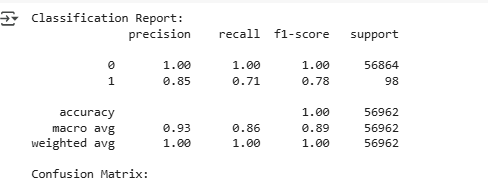 Classification Report:
precision recall f1-score support
0 1.00 1.00 1.00 56864
1 0.85 0.71 0.78 98
accuracy 1.00 56962
macro avg 0.93 0.86 0.89 56962
weighted avg 1.00 1.00 1.00 56962
Confusion Matrix: